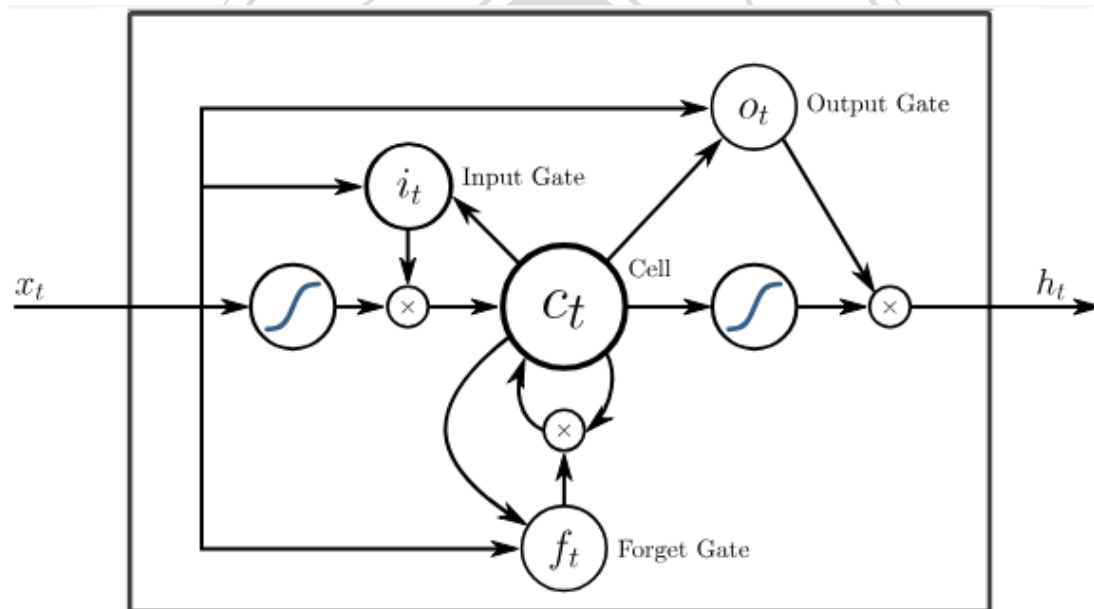 o_t Output Gate
i_t Input Gate
x_t
Cell
c_t
h_t
×
×
×
f_t Forget Gate